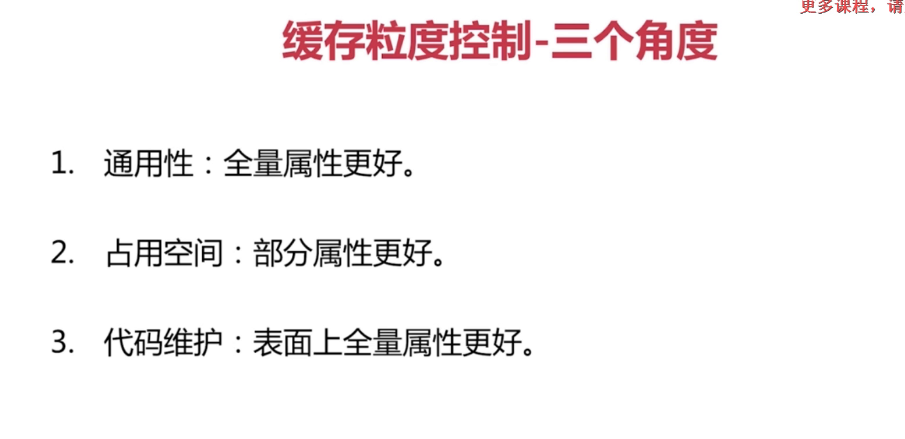 更多课程，请
缓存粒度控制-三个角度
1. 通用性：全量属性更好。
2. 占用空间：部分属性更好。
3. 代码维护：表面上全量属性更好。